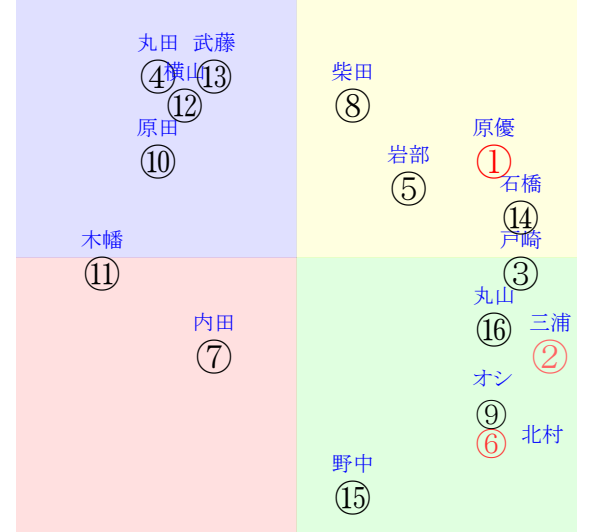 丸田 武藤
④ 横山 ⑬
⑫
原田
⑩
柴田
⑧
原優
①
岩部
⑤
石橋
⑭
戸崎
③
木幡
⑪
内田
⑦
丸山
⑯
三浦
②
オシ
⑨
⑥ 北村
野中
⑮